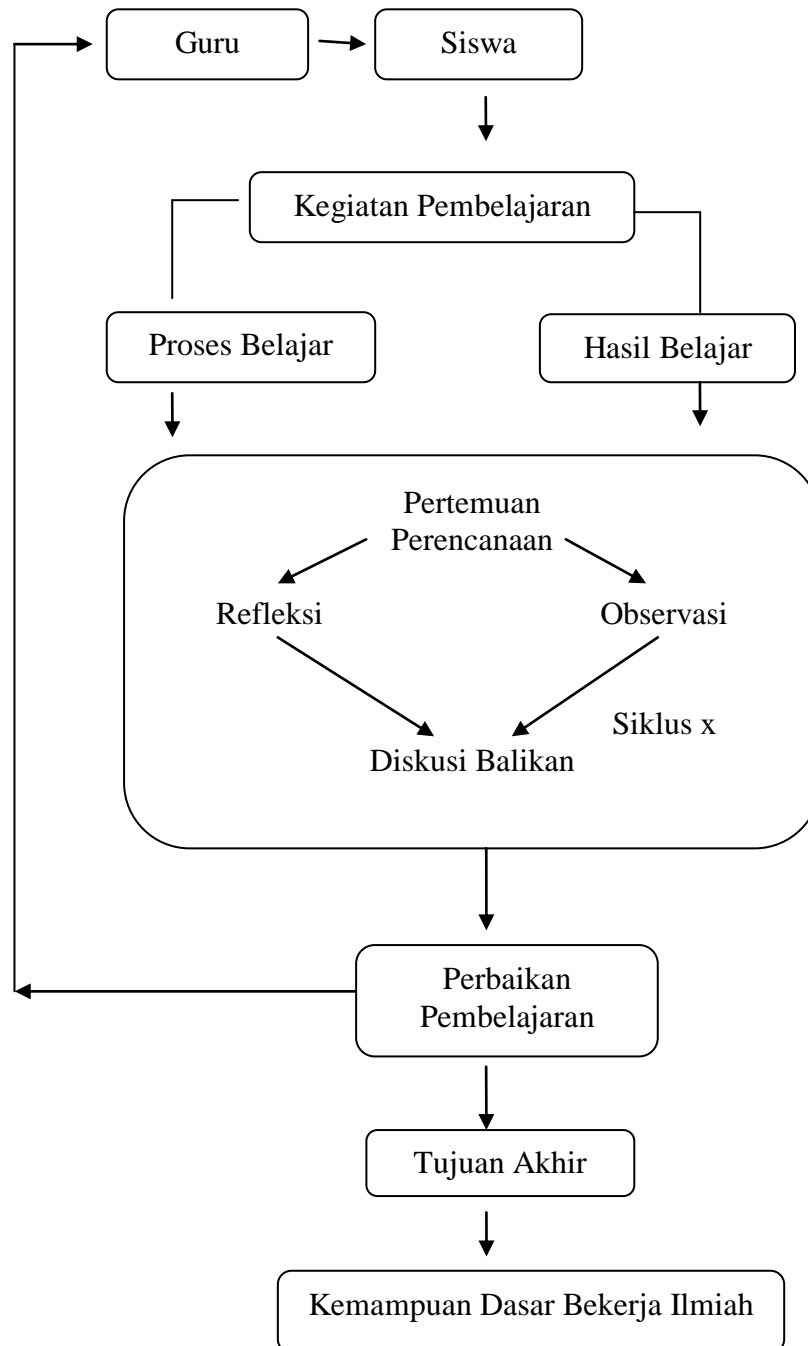 Guru
Siswa
Kegiatan Pembelajaran
Proses Belajar
Hasil Belajar
Pertemuan
Perencanaan
Refleksi
Observasi
Siklus x
Diskusi Balikan
Perbaikan
Pembelajaran
Tujuan Akhir
Kemampuan Dasar Bekerja Ilmiah